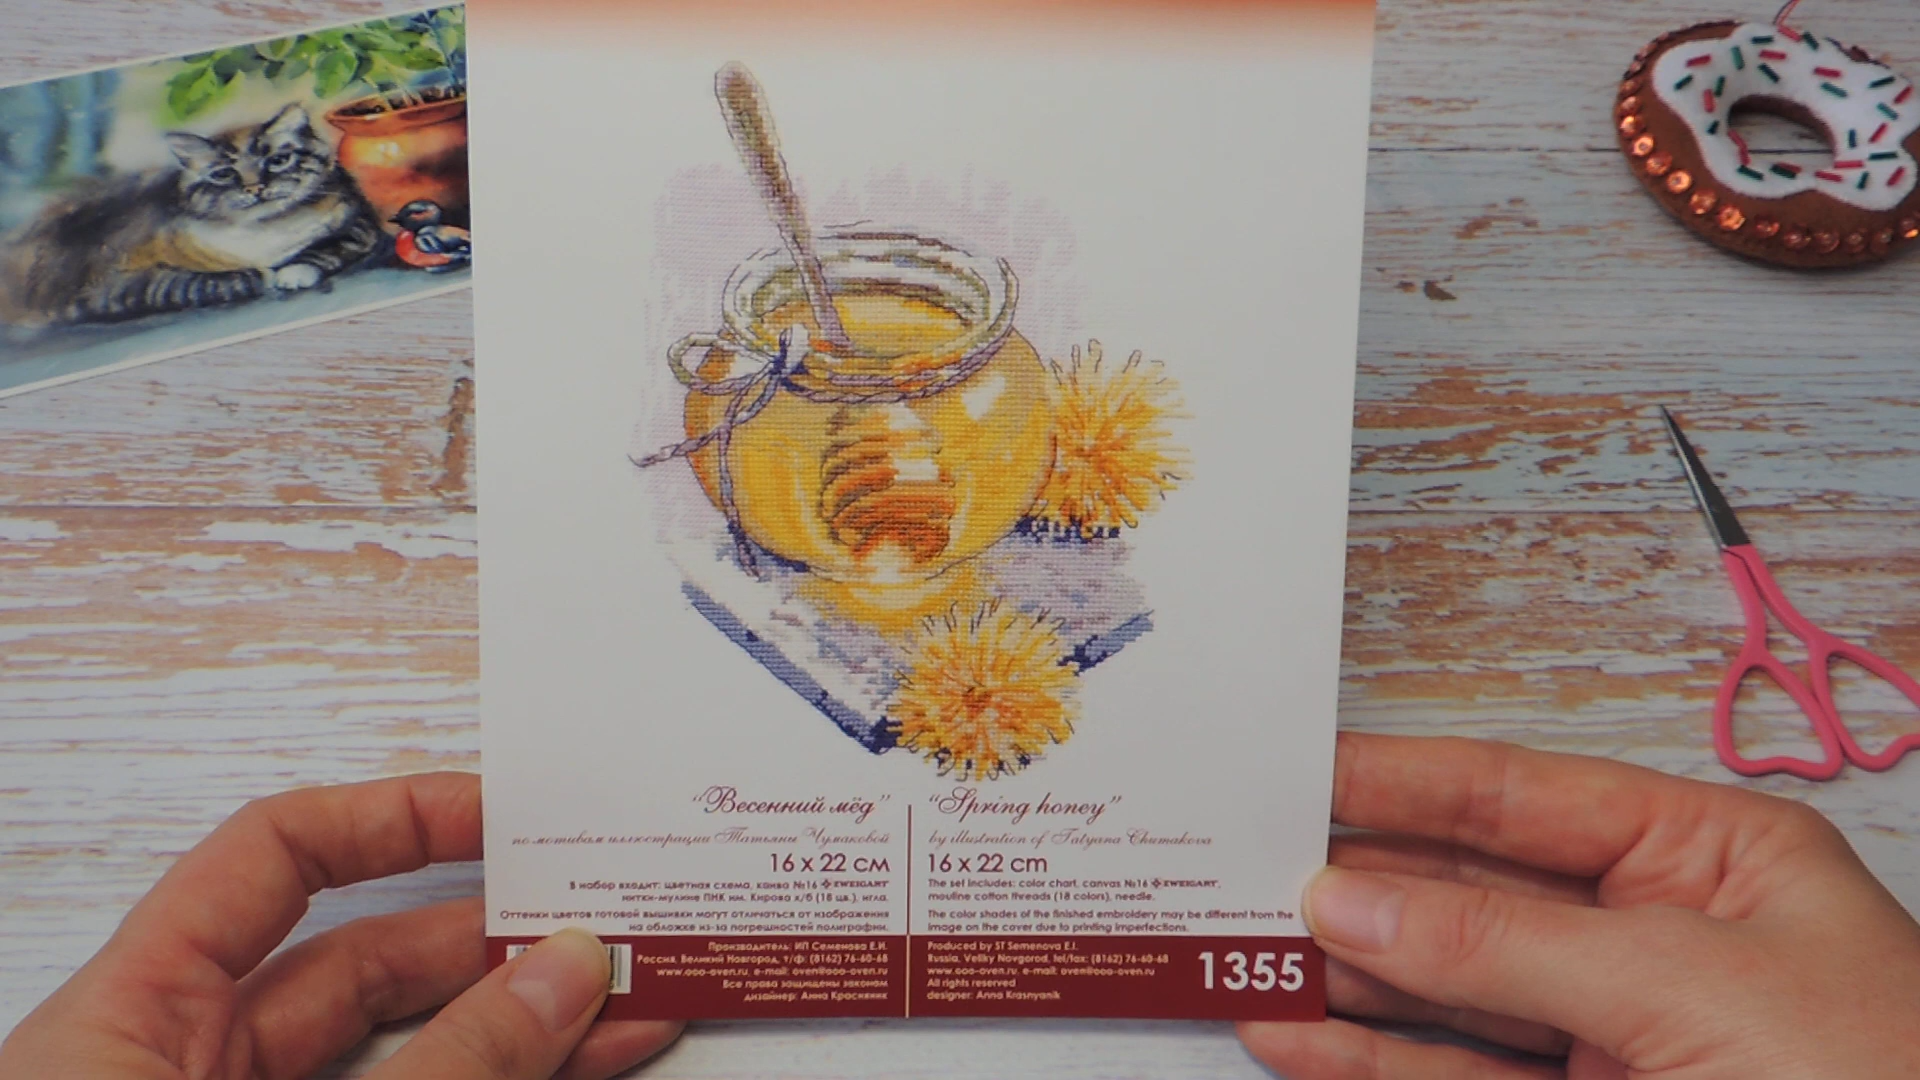 “Весенний мёд”
по мотивам иллюстрации Татьяны Чумаковой
16 x 22 см
В набор входит: цветная схема, канва №16 ZWEIGART
нитки-мулине ПНК им. Кирова х/б (18 цв.), игла.
Оттенки цветов готовой вышивки могут отличаться от изображения
на обложке из-за погрешностей полиграфии.
Производитель: ИП Семенова Е.И.
Россия, Великий Новгород, т/ф: (8162) 76-60-68
www.ooo-oven.ru, e-mail: oven@ooo-oven.ru
Все права защищены законом
дизайнер: Анна Красняник
“Spring honey”
by illustration of Tatyana Chumakova
16 x 22 cm
The set includes: color chart, canvas №16 ZWEIGART,
mouline cotton threads (18 colors), needle.
The color shades of the finished embroidery may be different from the
image on the cover due to printing imperfections.
Produced by ST Semenova E.I.
Russia, Veliky Novgorod, tel/fax: (8162) 76-60-68
www.ooo-oven.ru, e-mail: oven@ooo-oven.ru
All rights reserved
designer: Anna Krasnyanik
1355